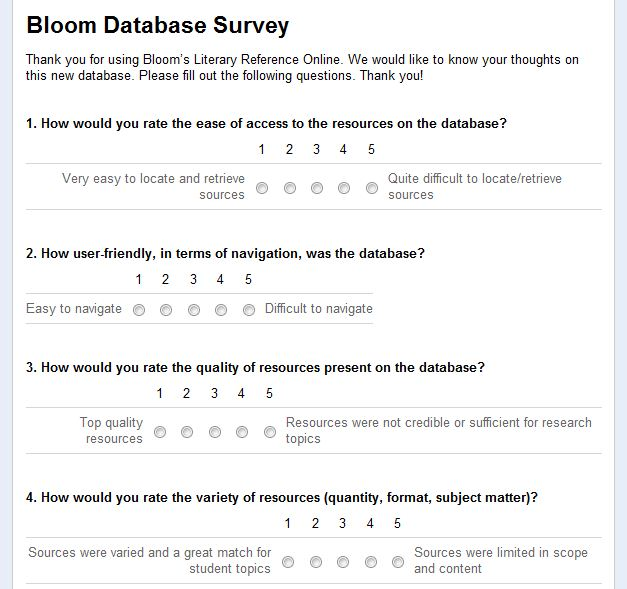 Bloom Database Survey
Thank you for using Bloom's Literary Reference Online. We would like to know your thoughts on
this new database. Please fill out the following questions. Thank you!
1. How would you rate the ease of access to the resources on the database?
1 2 3 4 5
Very easy to locate and retrieve
sources
Quite difficult to locate/retrieve
sources
2. How user-friendly, in terms of navigation, was the database?
1 2 3 4 5
Easy to navigate
Difficult to navigate
3. How would you rate the quality of resources present on the database?
1 2 3 4 5
Top quality
resources
Resources were not credible or sufficient for research
topics
4. How would you rate the variety of resources (quantity, format, subject matter)?
1 2 3 4 5
Sources were varied and a great match for
student topics
Sources were limited in scope
and content